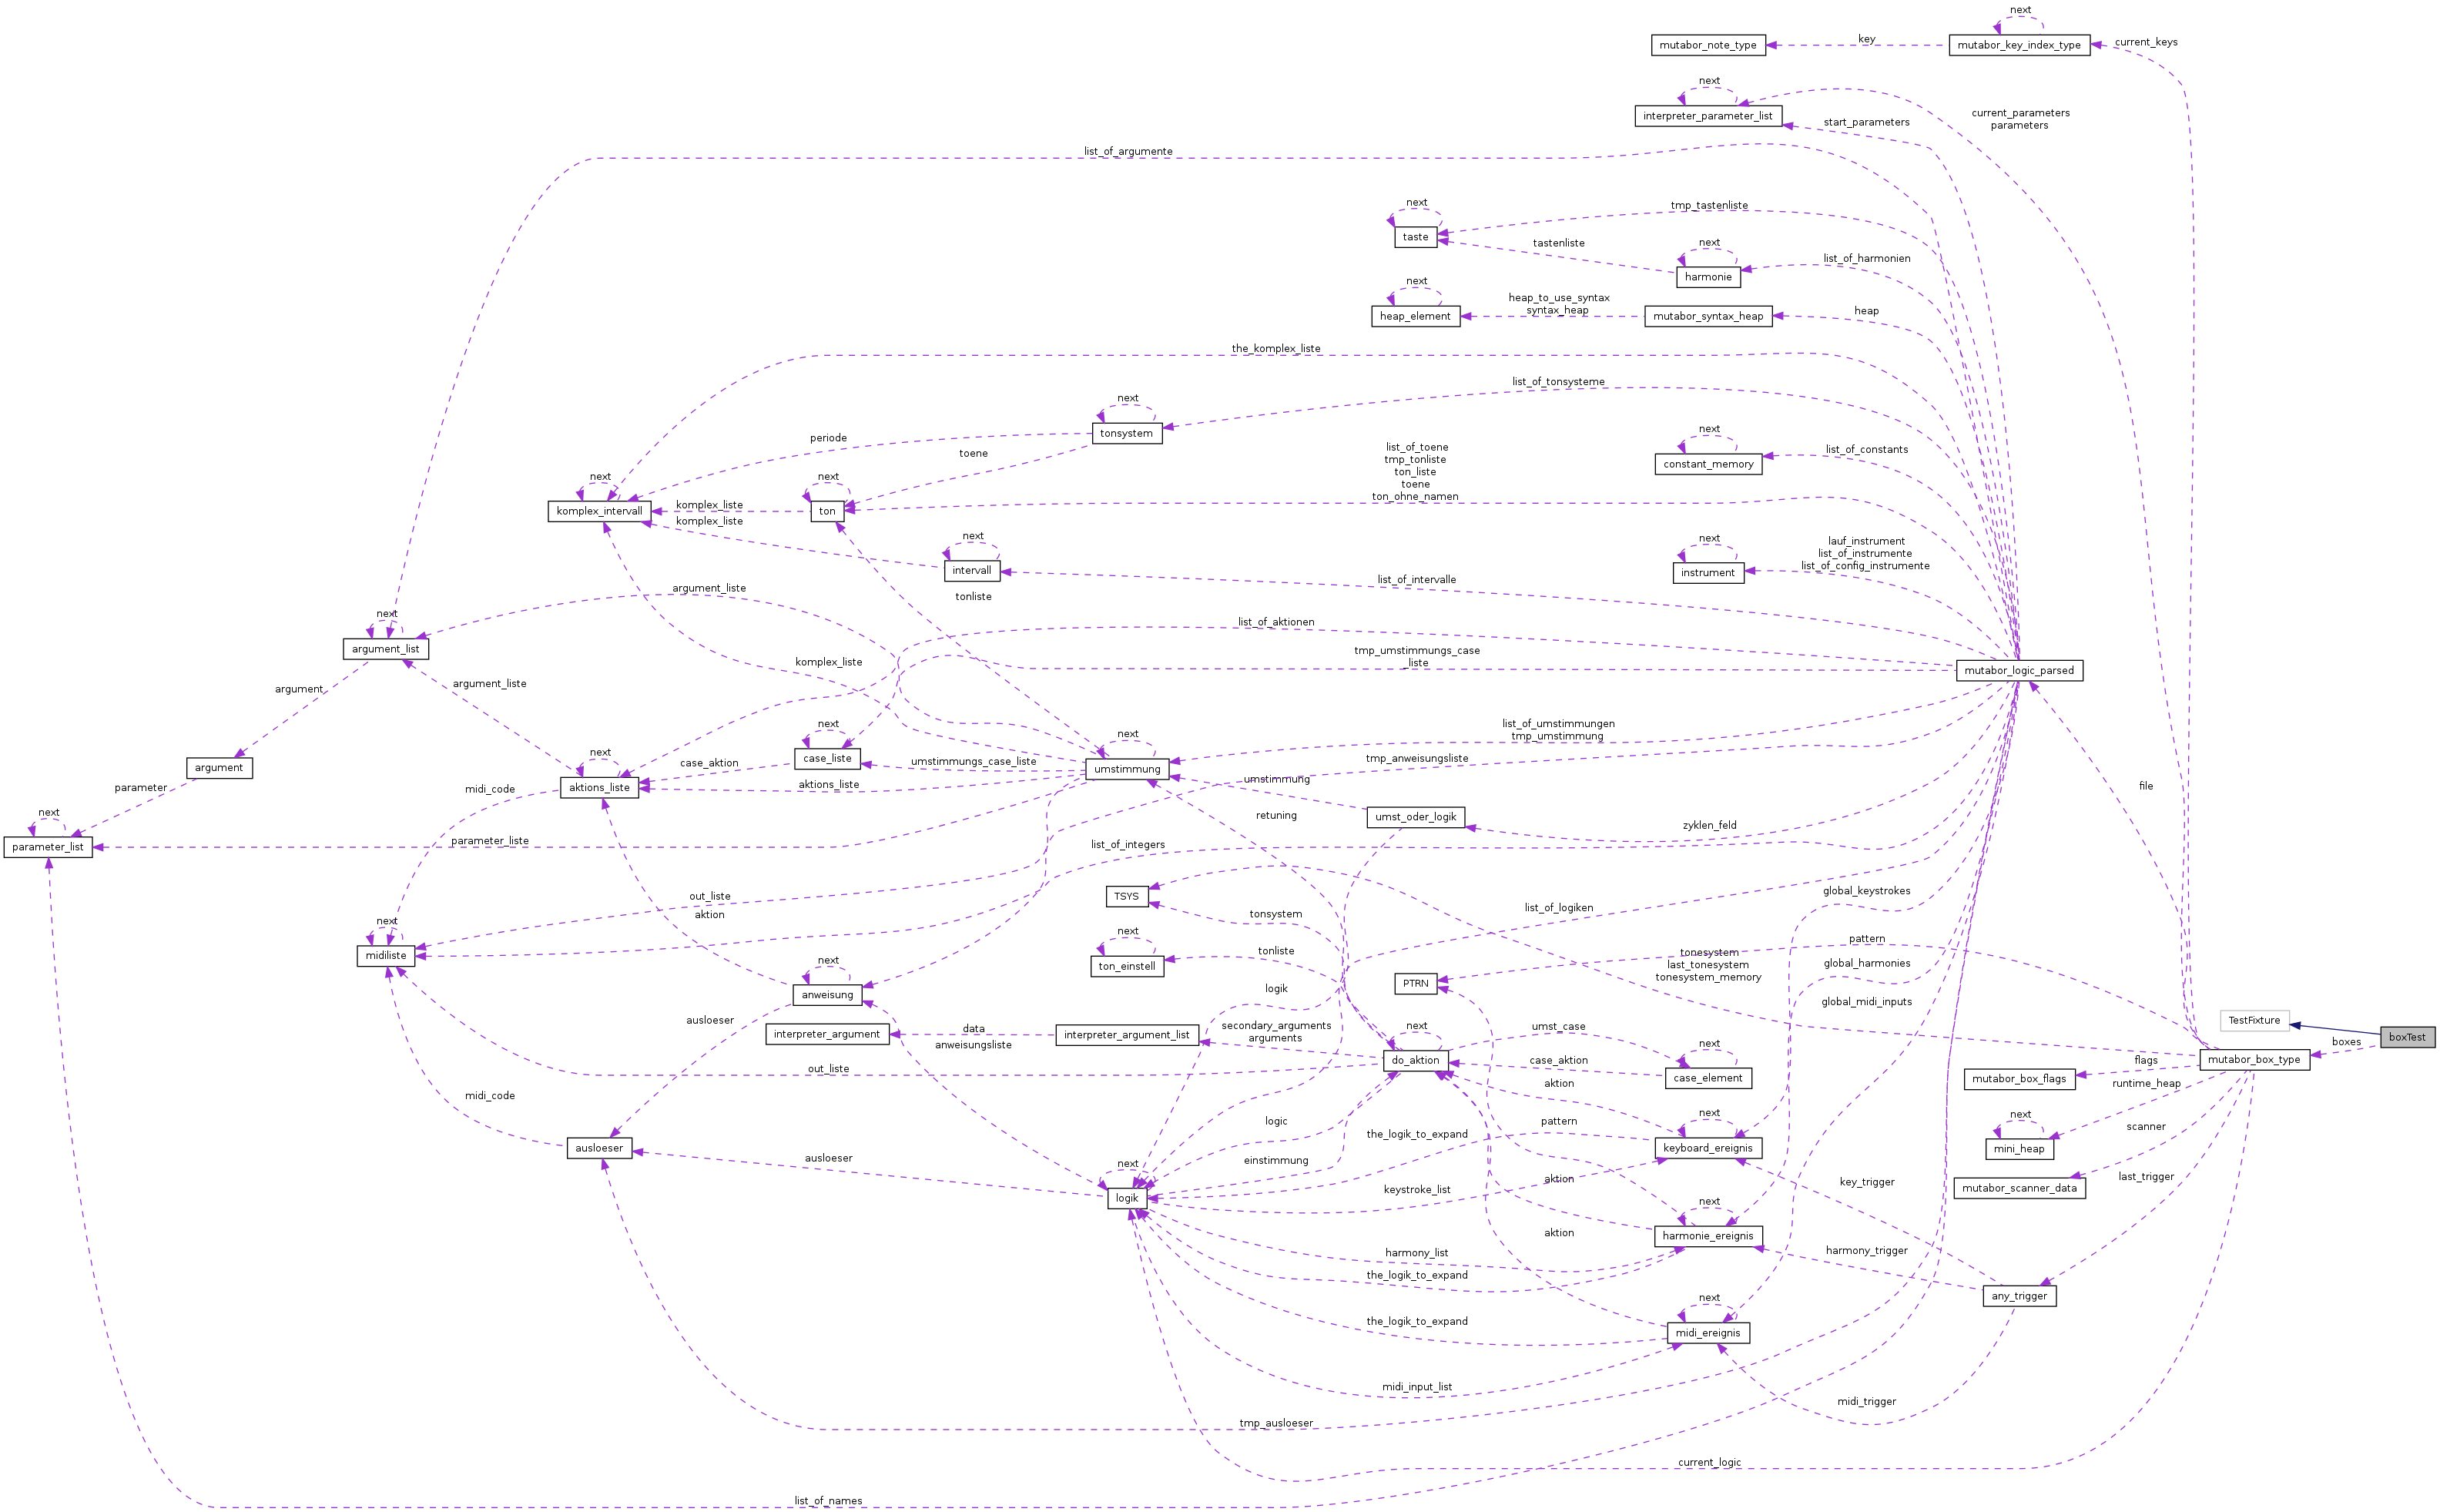 next
mutabor_note_type
key
mutabor_key_index_type
current_keys
next
interpreter_parameter_list
start_parameters
current_parameters
parameters
list_of_argumente
next
taste
tmp_tastenliste
tastenliste
next
harmonie
list_of_harmonien
next
heap_element
heap_to_use_syntax
syntax_heap
mutabor_syntax_heap
heap
the_komplex_liste
list_of_tonsysteme
next
tonsystem
periode
toene
next
constant_memory
list_of_constants
list_of_toene
tmp_tonliste
ton_liste
toene
ton_ohne_namen
next
komplex_intervall
next
ton
komplex_liste
komplex_liste
next
intervall
list_of_intervalle
next
instrument
lauf_instrument
list_of_instrumente
list_of_config_instrumente
argument_liste
tonliste
next
argument_list
list_of_aktionen
komplex_liste
tmp_umstimmungs_case
_liste
mutabor_logic_parsed
argument
argument_liste
next
case_liste
list_of_umstimmungen
tmp_umstimmung
next
umstimmung
umstimmungs_case_liste
case_aktion
tmp_anweisungsliste
argument
next
aktions_liste
aktions_liste
umstimmung
file
parameter
midi_code
next
parameter_list
parameter_liste
retuning
umst_oder_logik
zyklen_feld
list_of_integers
out_liste
aktion
TSYS
tonsystem
list_of_logiken
global_keystrokes
next
midiliste
next
ton_einstell
tonliste
tonesystem
last_tonesystem
tonesystem_memory
pattern
global_harmonies
next
anweisung
PTRN
logik
global_midi_inputs
ausloeser
interpreter_argument
data
interpreter_argument_list
anweisungsliste
secondary_arguments
arguments
next
do_aktion
umst_case
TestFixture
boxTest
boxes
mutabor_box_type
out_liste
case_aktion
next
case_element
mutabor_box_flags
flags
runtime_heap
midi_code
aktion
logic
the_logik_to_expand
pattern
next
keyboard_ereignis
next
mini_heap
scanner
ausloeser
ausloeser
einstimmung
next
logik
keystroke_list
aktion
key_trigger
mutabor_scanner_data
last_trigger
next
harmonie_ereignis
harmony_list
aktion
harmony_trigger
the_logik_to_expand
any_trigger
next
midi_ereignis
the_logik_to_expand
midi_input_list
midi_trigger
tmp_ausloeser
current_logic
list_of_names